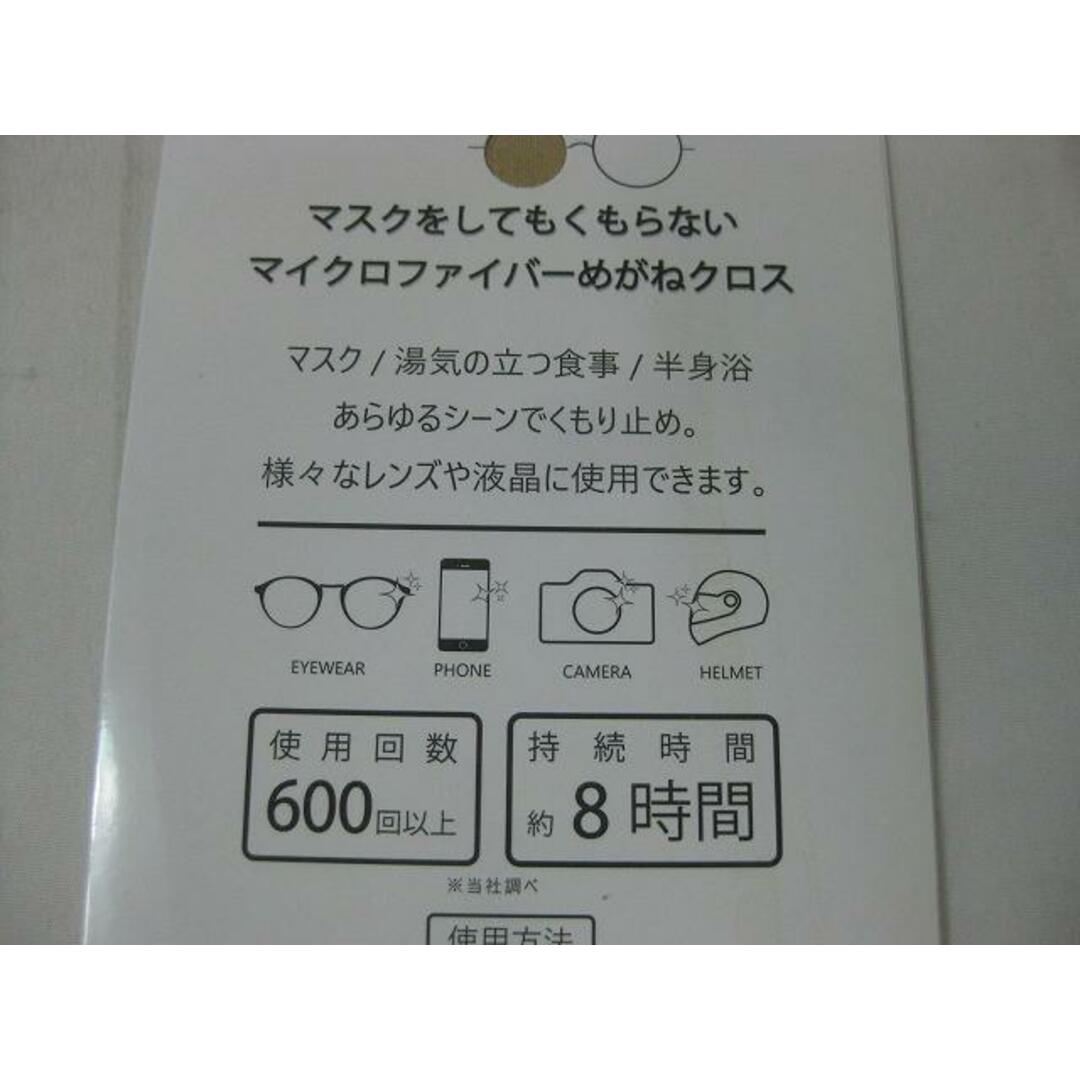 マスクをしてもくもらない
マイクロファイバーめがねクロス
マスク / 湯気の立つ食事 / 半身浴
あらゆるシーンでくもり止め。
様々なレンズや液晶に使用できます。
EYEWEAR PHONE CAMERA HELMET
使用回数
600回以上
持続時間
約 8 時間
※当社調べ
使用方法